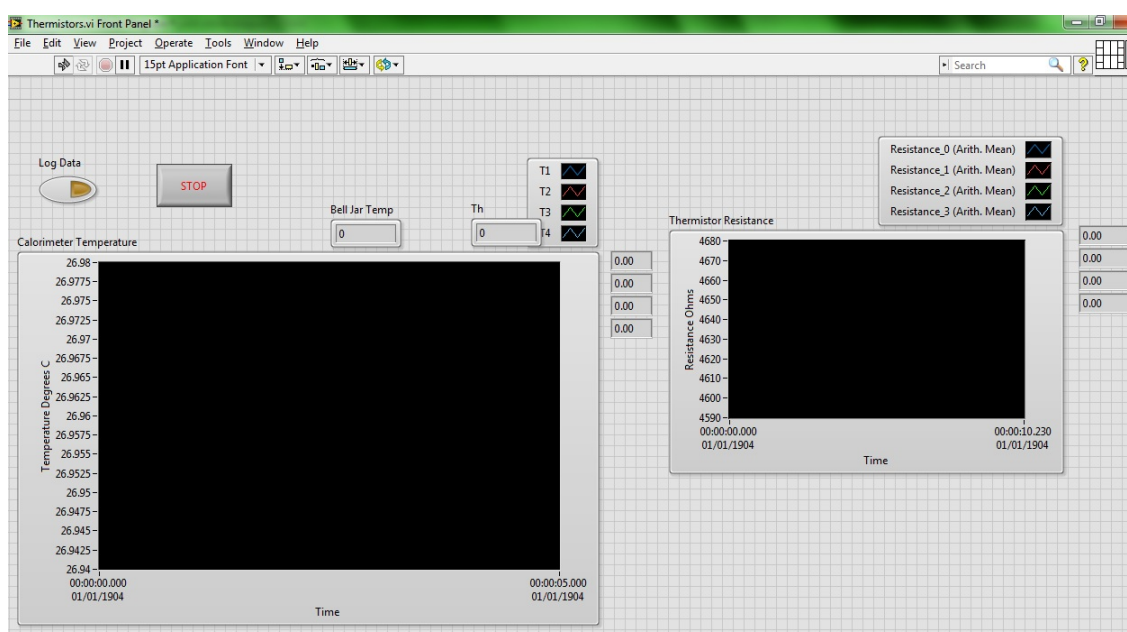 Thermistors.vi Front Panel *
File Edit View Project Operate Tools Window Help
15pt Application Font
Search
Log Data
STOP
Bell Jar Temp
0
Th
0
T1
T2
T3
T4
Calorimeter Temperature
Temperature Degrees C
26.98
26.9775
26.975
26.9725
26.97
26.9675
26.965
26.9625
26.96
26.9575
26.955
26.9525
26.95
26.9475
26.945
26.9425
26.94
00:00:00.000 00:00:05.000
01/01/1904 01/01/1904
Time
0.00
0.00
0.00
0.00
Resistance_0 (Arith. Mean)
Resistance_1 (Arith. Mean)
Resistance_2 (Arith. Mean)
Resistance_3 (Arith. Mean)
Thermistor Resistance
Resistance Ohms
4680
4670
4660
4650
4640
4630
4620
4610
4600
4590
00:00:00.000 00:00:10.230
01/01/1904 01/01/1904
Time
0.00
0.00
0.00
0.00